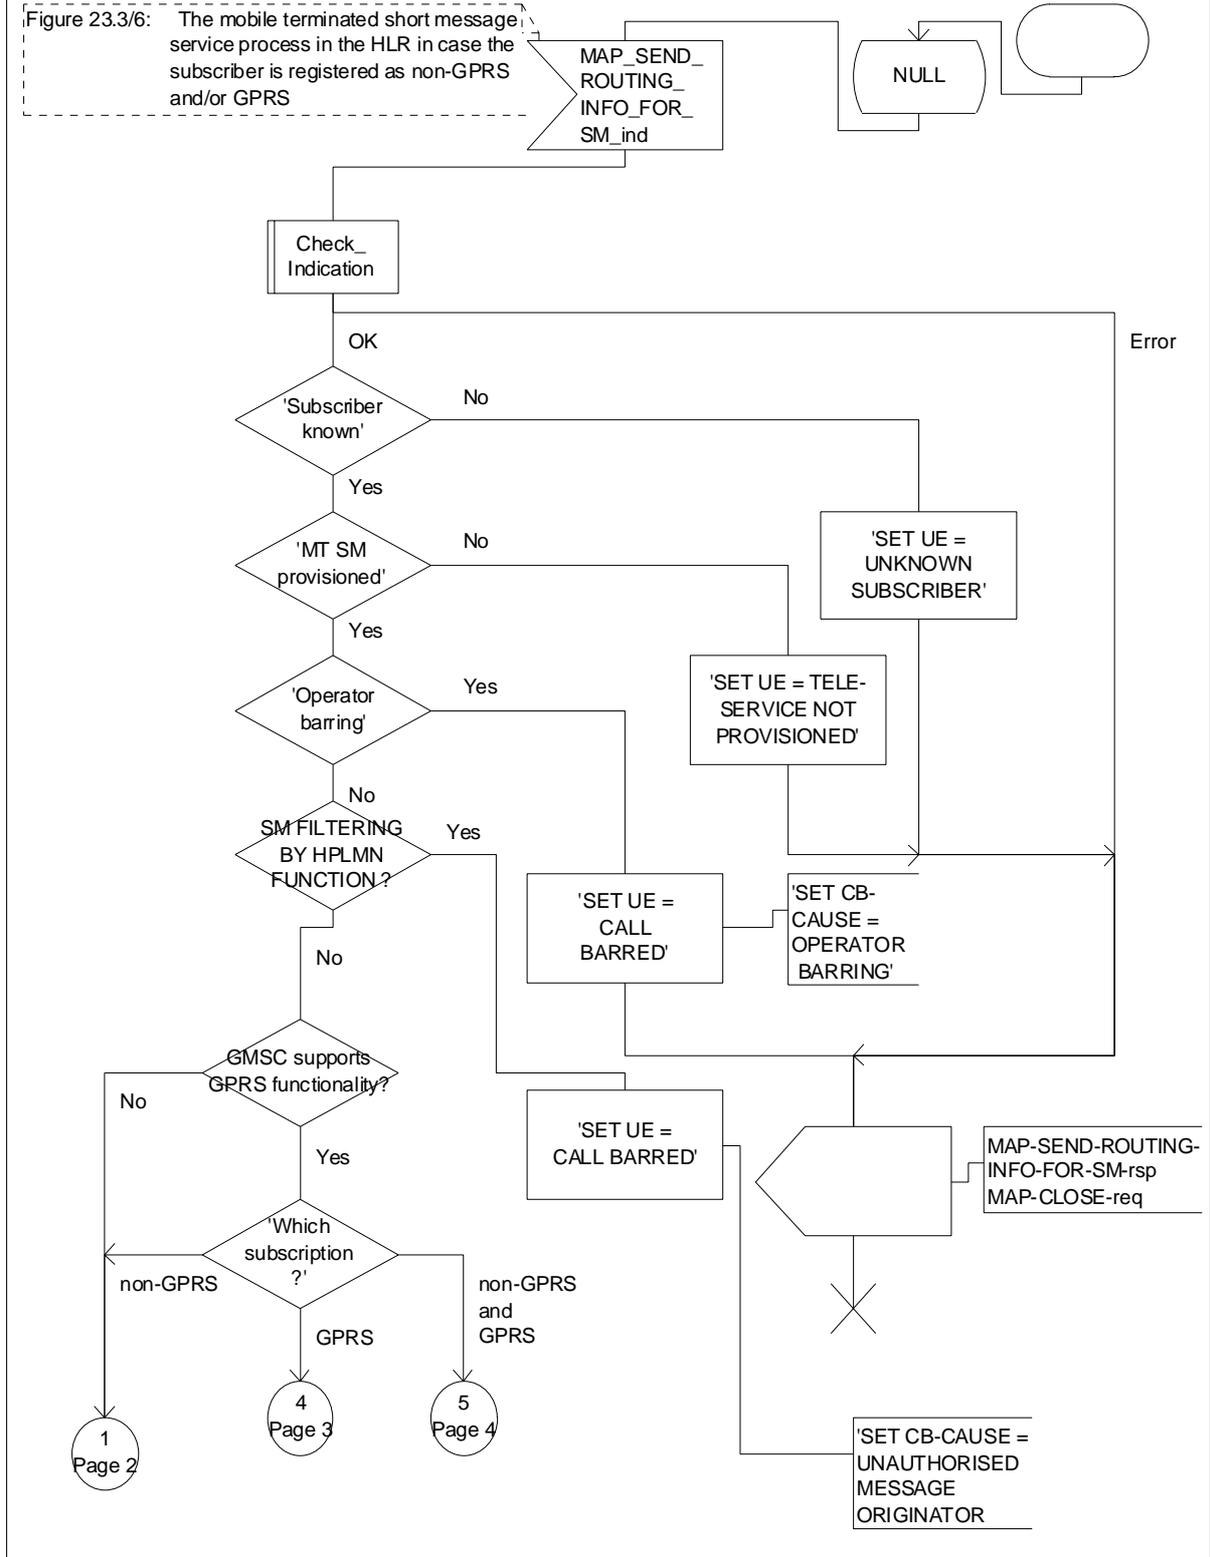 Figure 23.3/6: The mobile terminated short message
service process in the HLR in case the
subscriber is registered as non-GPRS
and/or GPRS
MAP_SEND_
ROUTING_
INFO_FOR_
SM_ind
NULL
Check_
Indication
OK
Error
'Subscriber
known'
No
Yes
'MT SM
provisioned'
No
'SET UE =
UNKNOWN
SUBSCRIBER'
Yes
'Operator
barring'
Yes
'SET UE = TELE-
SERVICE NOT
PROVISIONED'
No
SM FILTERING
BY HPLMN
FUNCTION ?
Yes
'SET UE =
CALL
BARRED'
'SET CB-
CAUSE =
OPERATOR
BARRING'
No
GMSC supports
GPRS functionality?
No
Yes
'SET UE =
CALL BARRED'
MAP-SEND-ROUTING-
INFO-FOR-SM-rsp
MAP-CLOSE-req
'Which
subscription
?'
non-GPRS
GPRS
non-GPRS
and
GPRS
4
Page 3
5
Page 4
1
Page 2
'SET CB-CAUSE =
UNAUTHORISED
MESSAGE
ORIGINATOR